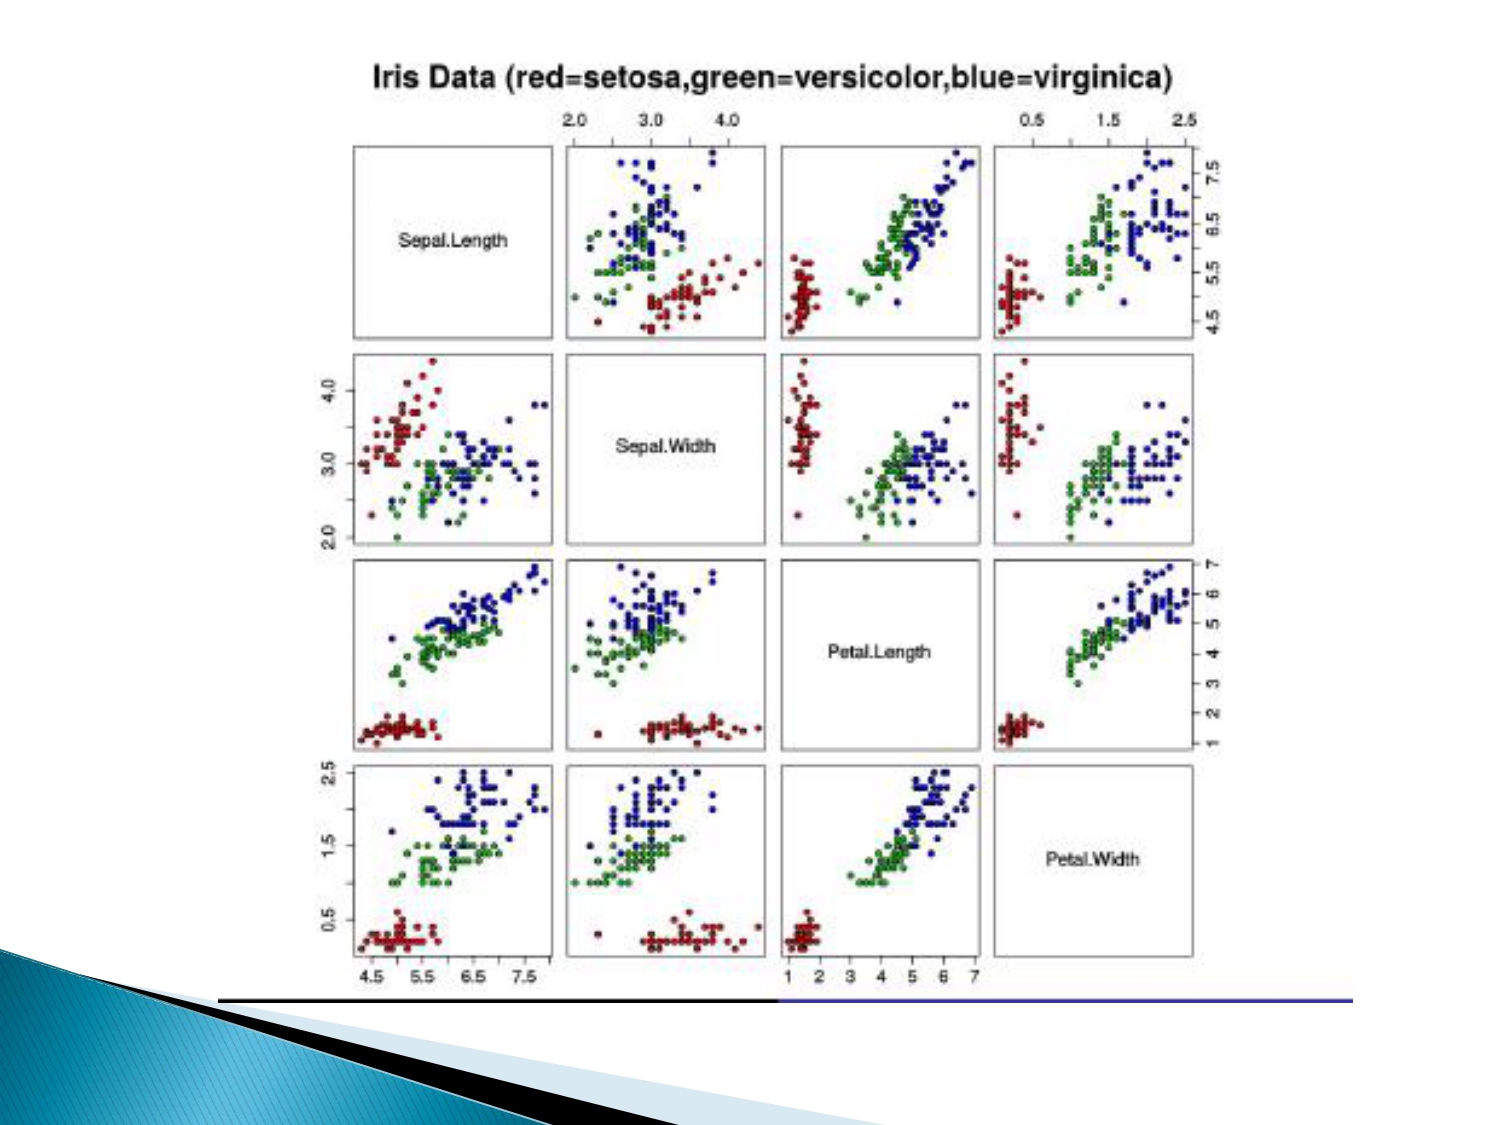 Iris Data (red=setosa,green=versicolor,blue=virginica)
2.0 3.0 4.0 0.5 1.5 2.5
Sepal.Length
4.5 5.5 6.5 7.5
2.0 3.0 4.0
Sepal.Width
Petal.Length
1 2 3 4 5 6 7
0.5 1.5 2.5
Petal.Width
4.5 5.5 6.5 7.5 1 2 3 4 5 6 7